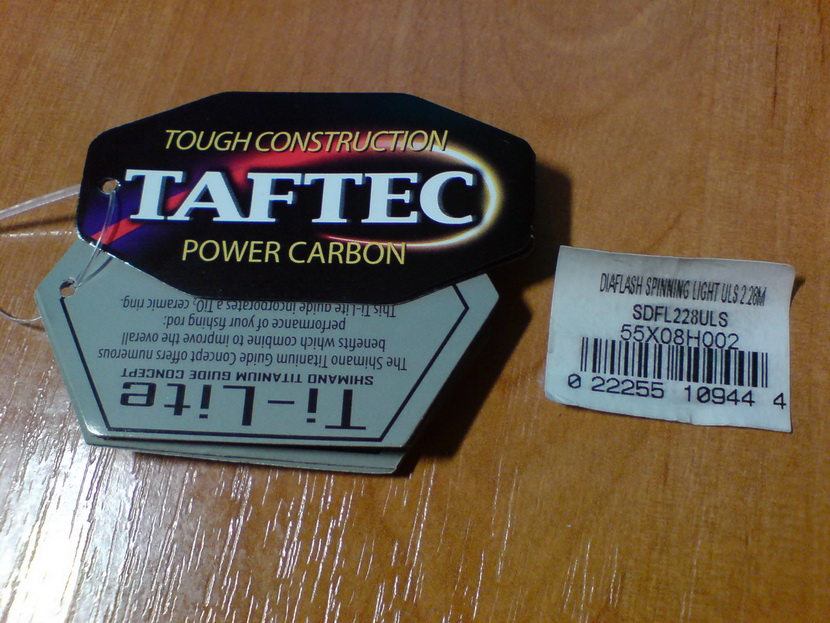 TOUGH CONSTRUCTION
TAFTEC
POWER CARBON
Ti-Lite
SHIMANO TITANIUM GUIDE CONCEPT
The Shimano Titanium Guide Concept offers numerous
benefits which combine to improve the overall
performance of your fishing rod:
This Ti-Lite guide incorporates a TiO₂ ceramic ring.
DIAFLASH SPINNING LIGHT ULS 2.28M
SDFL228ULS
55X08H002
0 22255 10944 4